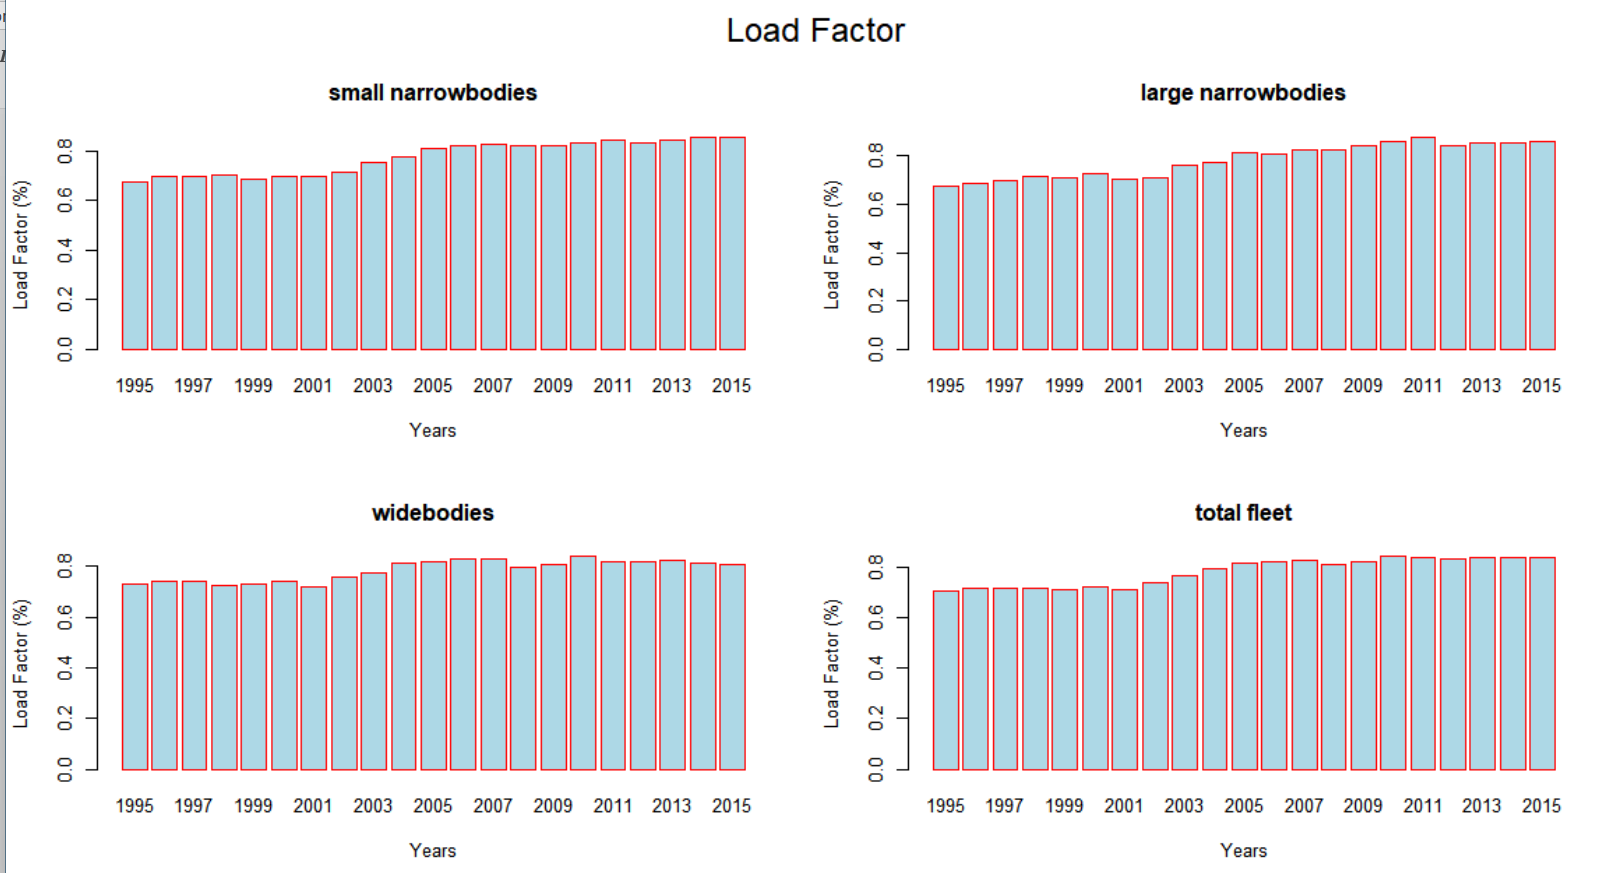 Load Factor
small narrowbodies
Load Factor (%)
0.0 0.2 0.4 0.6 0.8
1995 1997 1999 2001 2003 2005 2007 2009 2011 2013 2015
Years
large narrowbodies
Load Factor (%)
0.0 0.2 0.4 0.6 0.8
1995 1997 1999 2001 2003 2005 2007 2009 2011 2013 2015
Years
widebodies
Load Factor (%)
0.0 0.2 0.4 0.6 0.8
1995 1997 1999 2001 2003 2005 2007 2009 2011 2013 2015
Years
total fleet
Load Factor (%)
0.0 0.2 0.4 0.6 0.8
1995 1997 1999 2001 2003 2005 2007 2009 2011 2013 2015
Years